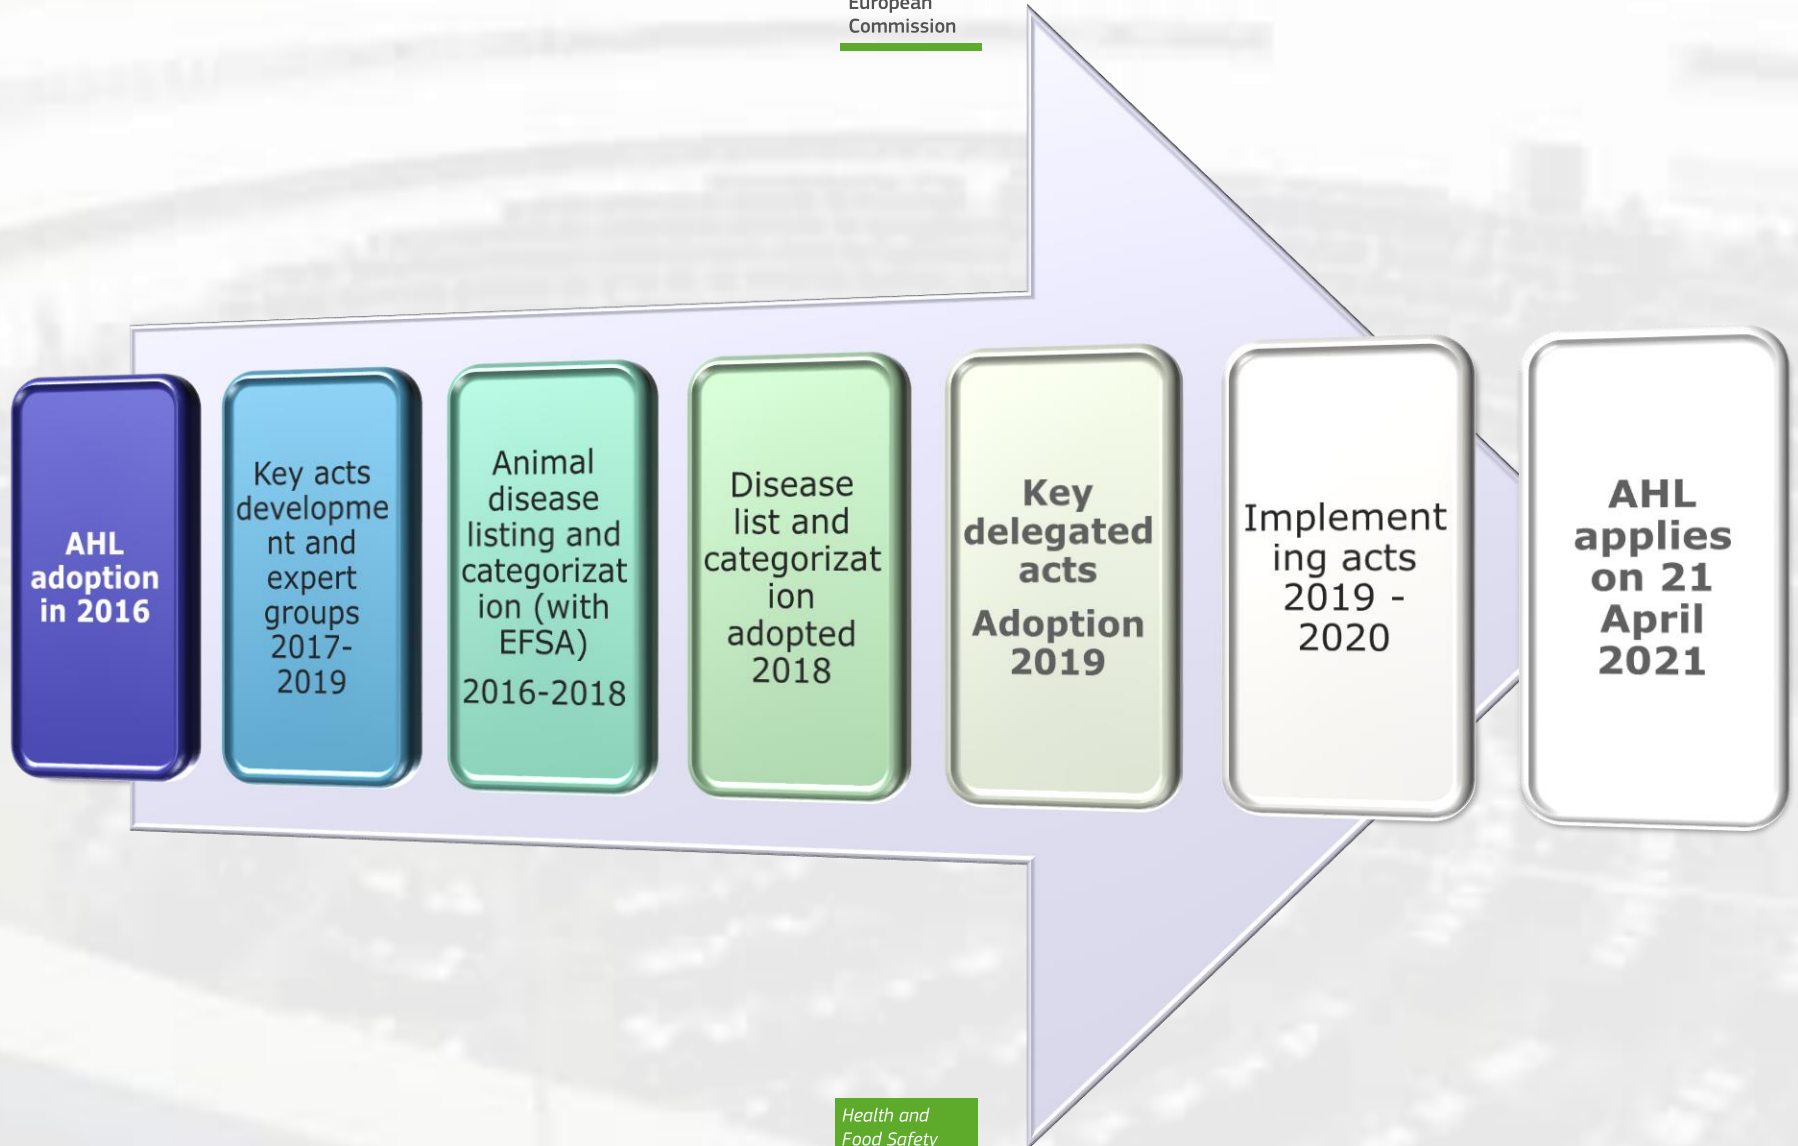 European
Commission
AHL
adoption
in 2016
Key acts
developme
nt and
expert
groups
2017-
2019
Animal
disease
listing and
categorizat
ion (with
EFSA)
2016-2018
Disease
list and
categorizat
ion
adopted
2018
Key
delegated
acts
Adoption
2019
Implement
ing acts
2019 -
2020
AHL
applies
on 21
April
2021
Health and
Food Safety